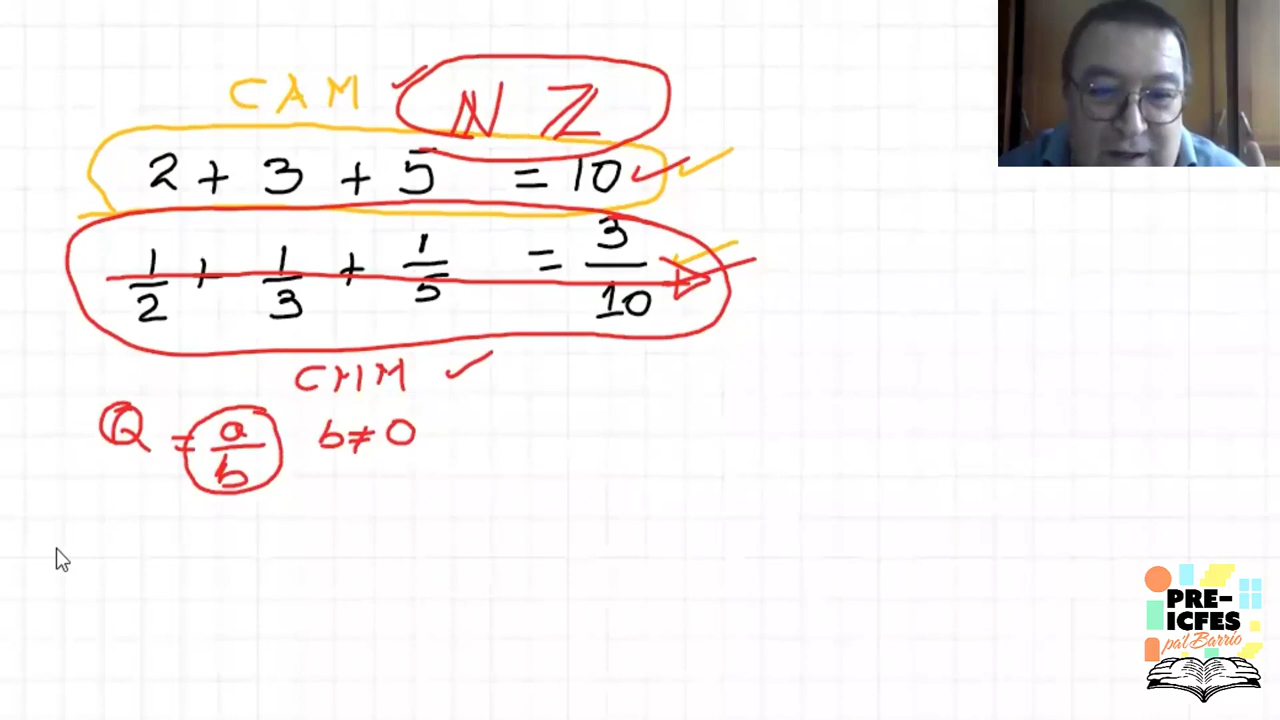 CAM N Z
2 + 3 + 5 = 10
1/2 + 1/3 + 1/5 = 3/10
CMM
Q = a/b b≠0
PRE-
ICFES
pa'l Barrio